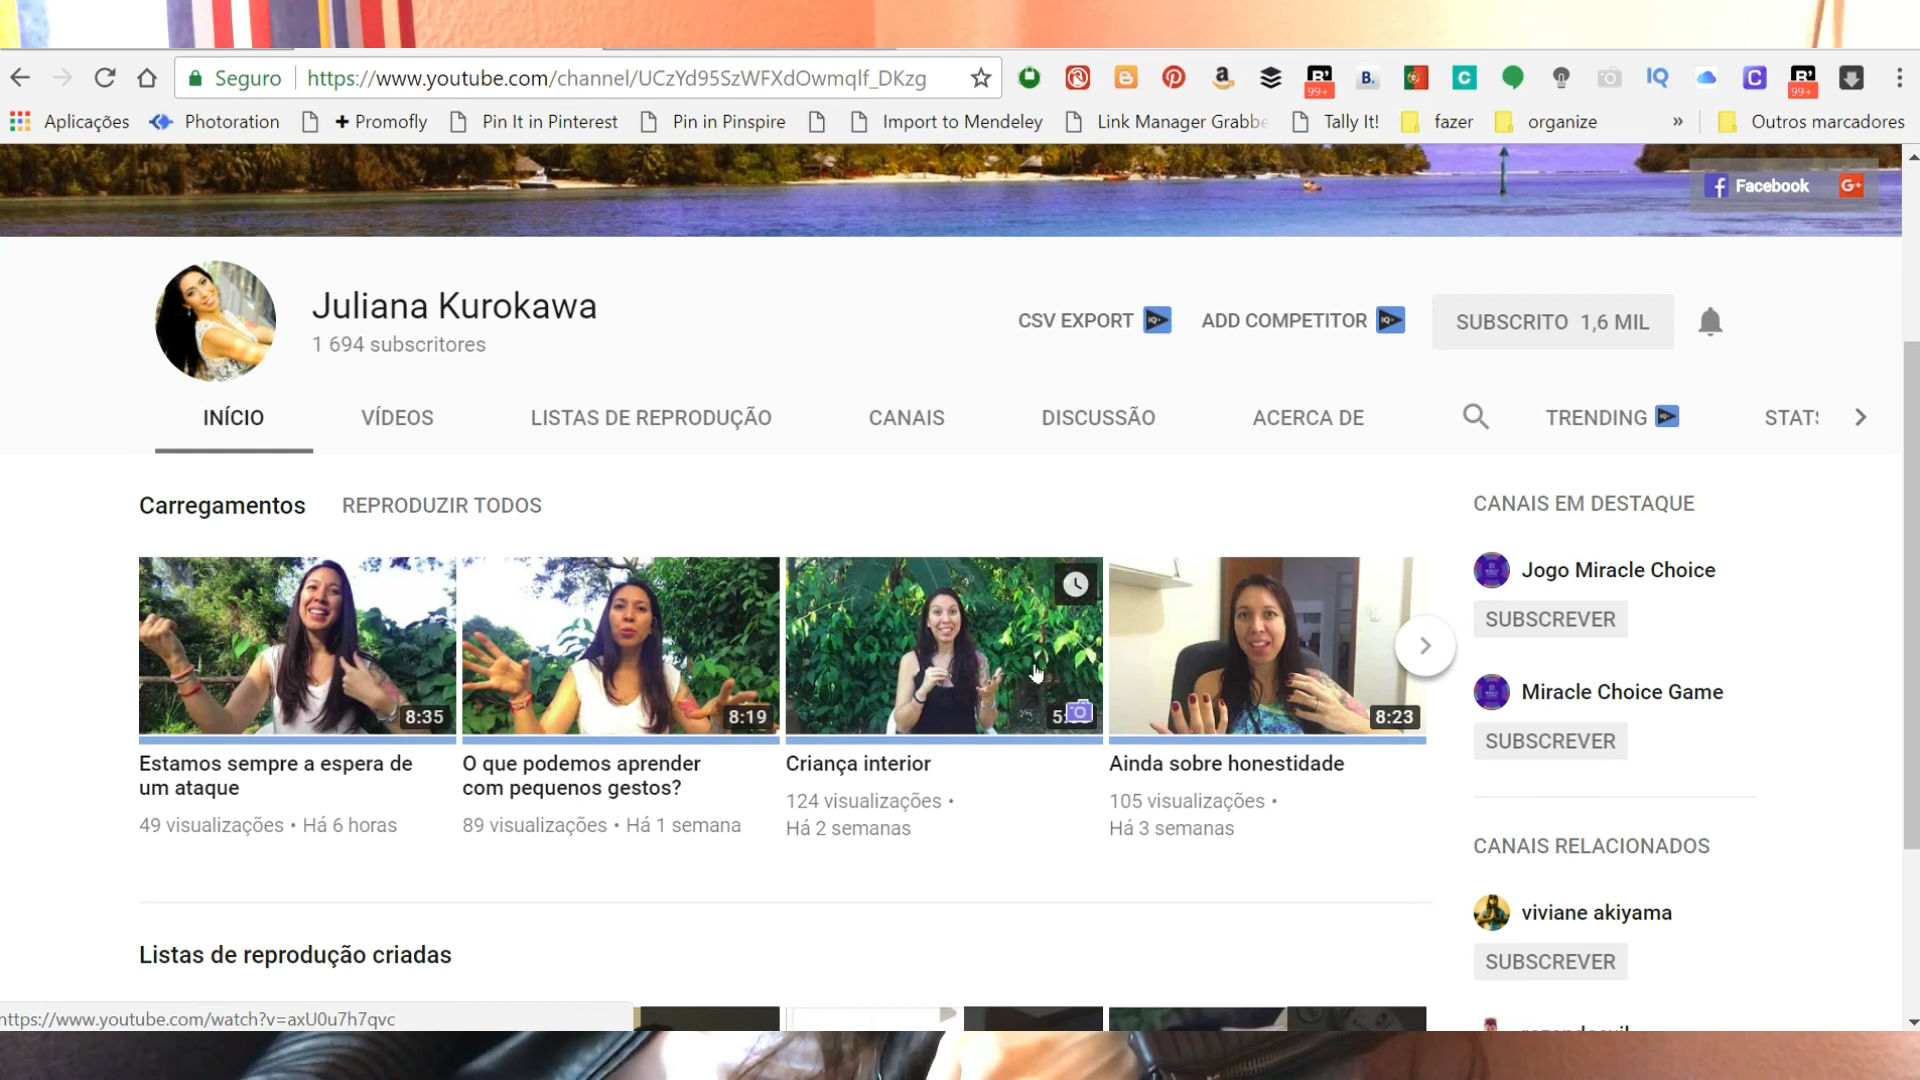 Seguro https://www.youtube.com/channel/UCzYd95SzWFXdOwmqlf_DKzg
99+ B. C IQ C 99+
Aplicações Photoration + Promofly Pin It in Pinterest Pin in Pinspire Import to Mendeley Link Manager Grabbe Tally It! fazer organize » Outros marcadores
Facebook G+
Juliana Kurokawa
1 694 subscritores
CSV EXPORT ADD COMPETITOR SUBSCRITO 1,6 MIL
INÍCIO VÍDEOS LISTAS DE REPRODUÇÃO CANAIS DISCUSSÃO ACERCA DE TRENDING STATS
Carregamentos REPRODUZIR TODOS
8:35
Estamos sempre a espera de
um ataque
49 visualizações • Há 6 horas
8:19
O que podemos aprender
com pequenos gestos?
89 visualizações • Há 1 semana
Criança interior
124 visualizações •
Há 2 semanas
8:23
Ainda sobre honestidade
105 visualizações •
Há 3 semanas
CANAIS EM DESTAQUE
Jogo Miracle Choice
SUBSCREVER
Miracle Choice Game
SUBSCREVER
CANAIS RELACIONADOS
viviane akiyama
SUBSCREVER
Listas de reprodução criadas
https://www.youtube.com/watch?v=axU0u7h7qvc